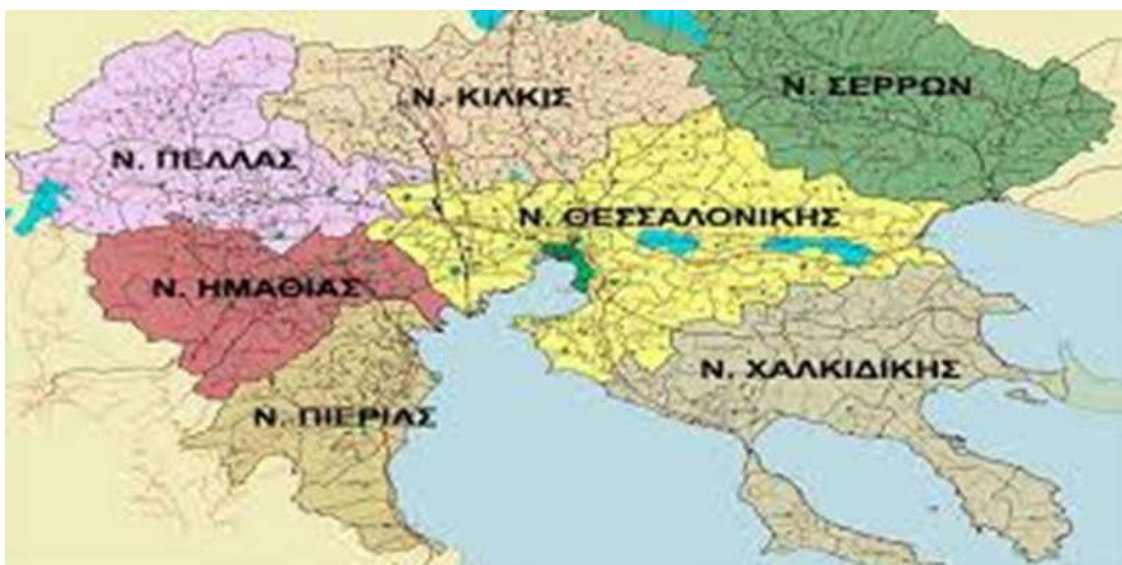 Ν. ΣΕΡΡΩΝ
Ν. ΚΙΛΚΙΣ
Ν. ΠΕΛΛΑΣ
Ν. ΘΕΣΣΑΛΟΝΙΚΗΣ
Ν. ΗΜΑΘΙΑΣ
Ν. ΧΑΛΚΙΔΙΚΗΣ
Ν. ΠΙΕΡΙΑΣ